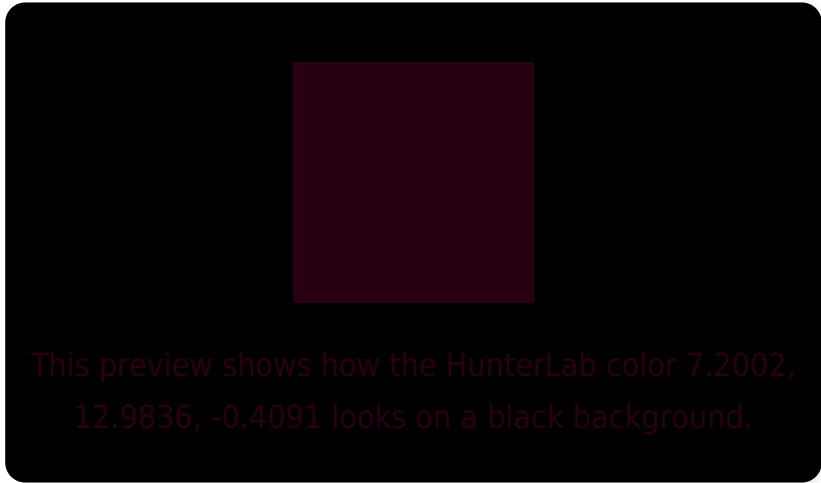 This preview shows how the HunterLab color 7.2002,
12.9836, -0.4091 looks on a black background.